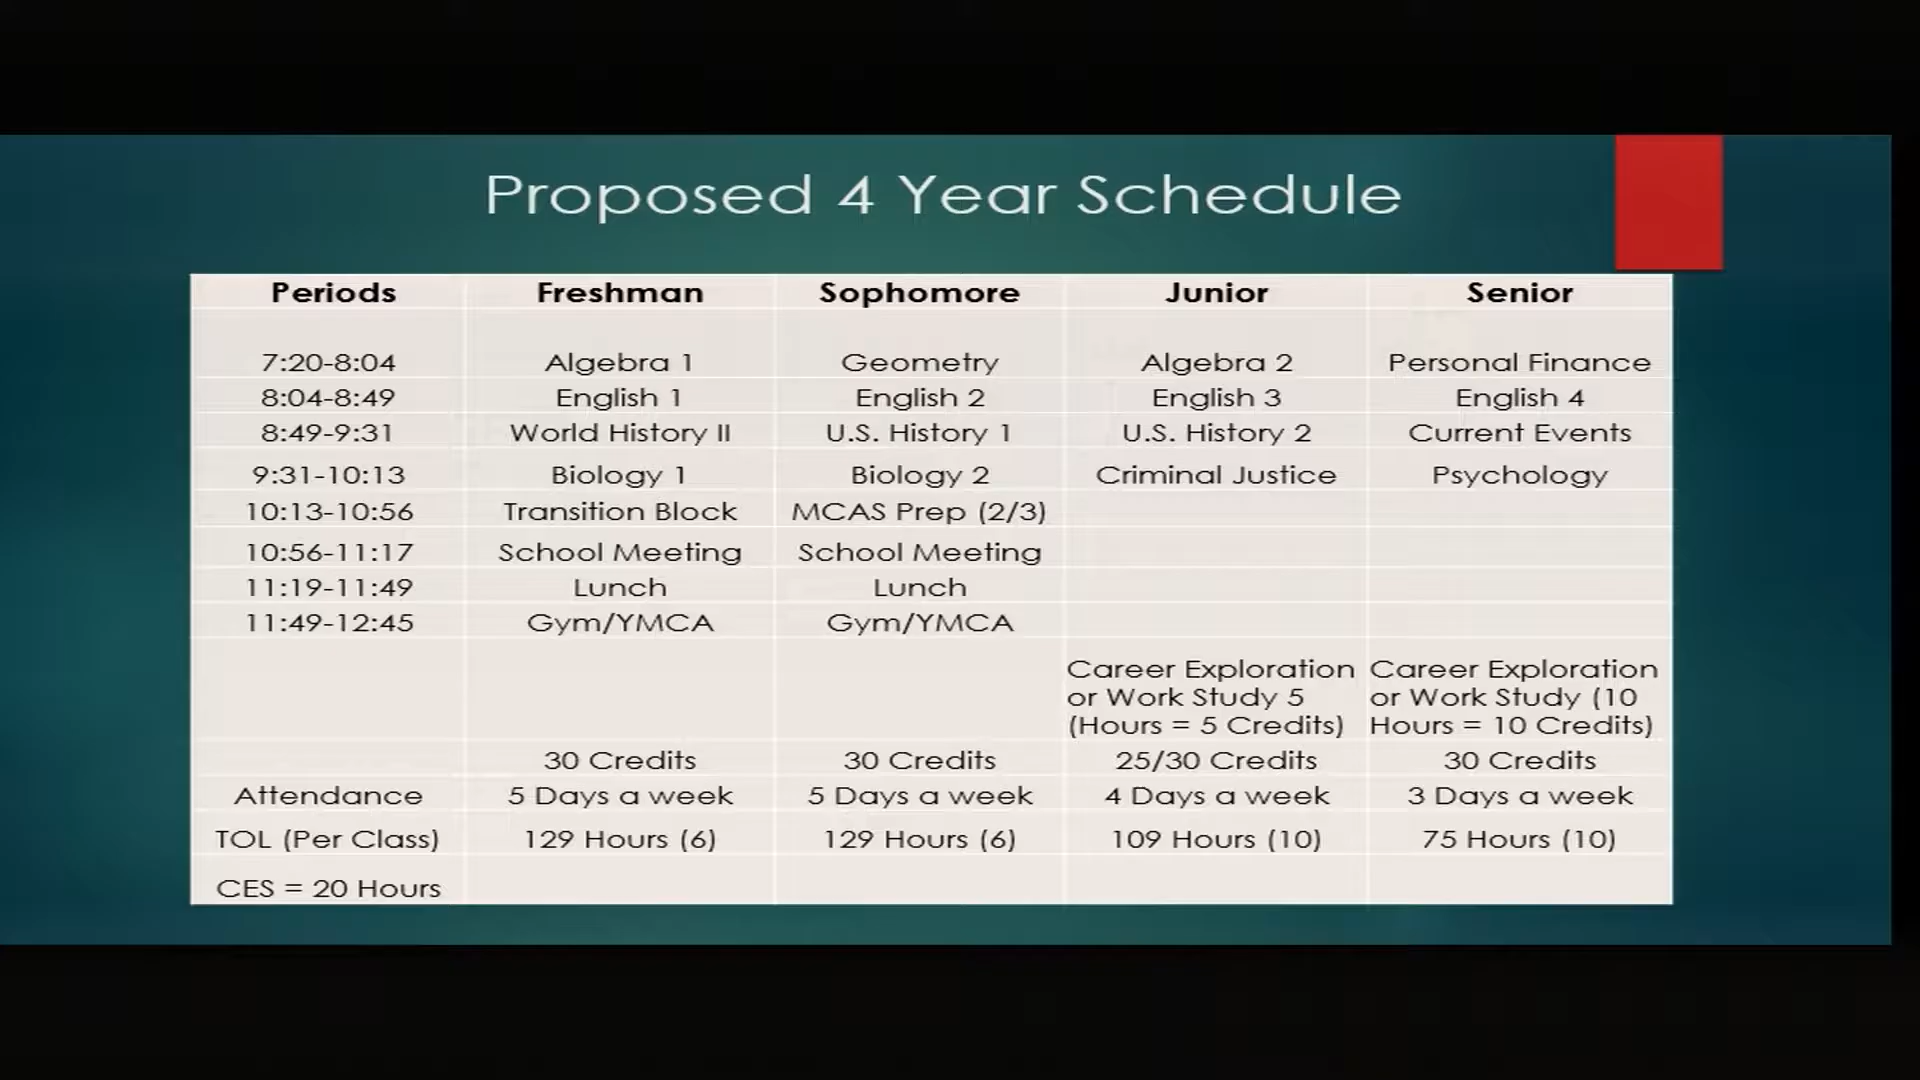 Proposed 4 Year Schedule
Periods Freshman Sophomore Junior Senior
7:20-8:04 Algebra 1 Geometry Algebra 2 Personal Finance
8:04-8:49 English 1 English 2 English 3 English 4
8:49-9:31 World History II U.S. History 1 U.S. History 2 Current Events
9:31-10:13 Biology 1 Biology 2 Criminal Justice Psychology
10:13-10:56 Transition Block MCAS Prep (2/3)
10:56-11:17 School Meeting School Meeting
11:19-11:49 Lunch Lunch
11:49-12:45 Gym/YMCA Gym/YMCA
Career Exploration Career Exploration
or Work Study 5 or Work Study (10
(Hours = 5 Credits) Hours = 10 Credits)
30 Credits 30 Credits 25/30 Credits 30 Credits
Attendance 5 Days a week 5 Days a week 4 Days a week 3 Days a week
TOL (Per Class) 129 Hours (6) 129 Hours (6) 109 Hours (10) 75 Hours (10)
CES = 20 Hours